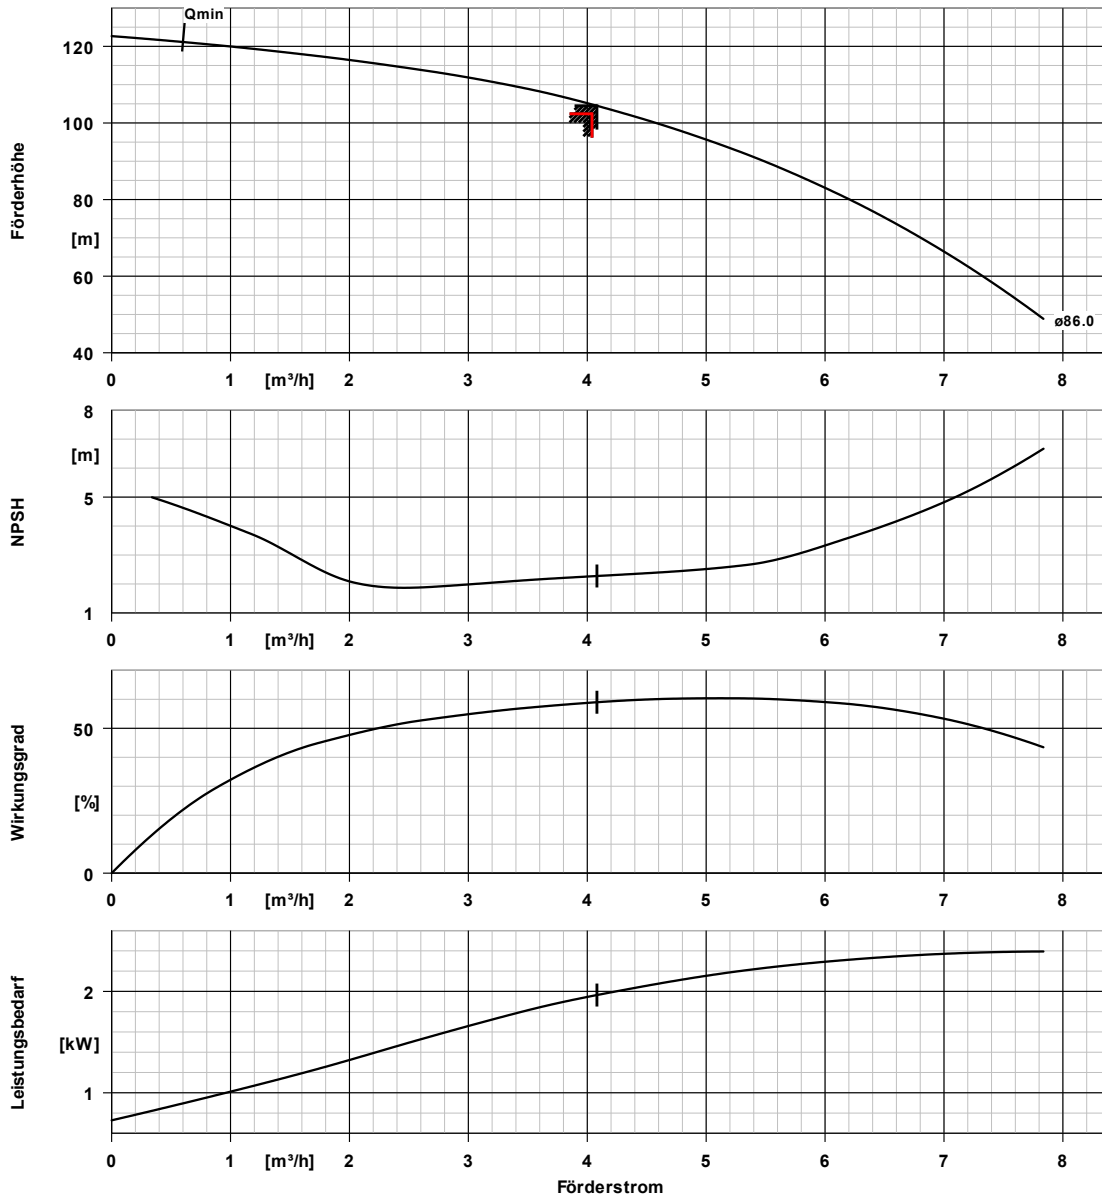 Qmin
120
100
80
[m]
60
40
Förderhöhe
ø86.0
0 1 [m³/h] 2 3 4 5 6 7 8
8
[m]
5
1
NPSH
0 1 [m³/h] 2 3 4 5 6 7 8
50
[%]
0
Wirkungsgrad
0 1 [m³/h] 2 3 4 5 6 7 8
2
[kW]
1
Leistungsbedarf
0 1 [m³/h] 2 3 4 5 6 7 8
Förderstrom